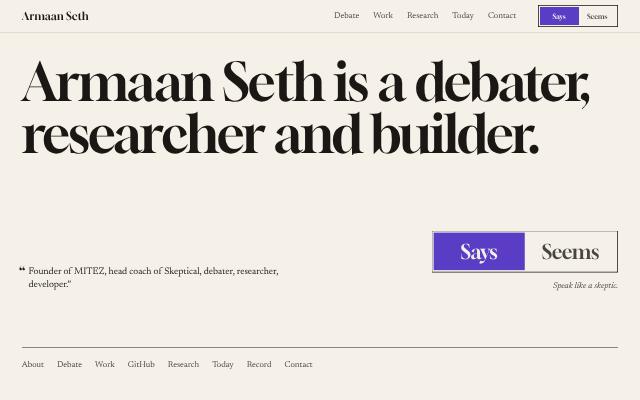 Armaan Seth
Debate Work Research Today Contact Says Seems
Armaan Seth is a debater,
researcher and builder.
Says Seems
“ Founder of MITEZ, head coach of Skeptical, debater, researcher,
developer.”
Speak like a skeptic.
About Debate Work GitHub Research Today Record Contact